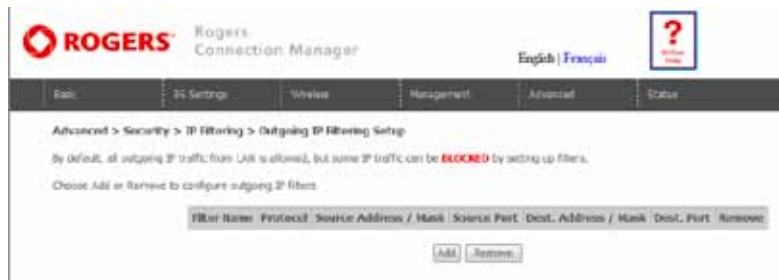 ROGERS
Rogers
Connection Manager
English | Français
?
Basic 3G Settings Wireless Management Advanced Status
Advanced > Security > IP Filtering > Outgoing IP Filtering Setup
By default, all outgoing IP traffic from LAN is allowed, but some IP traffic can be BLOCKED by setting up filters.
Choose Add or Remove to configure outgoing IP filters.
Filter Name Protocol Source Address / Mask Source Port Dest. Address / Mask Dest. Port Remove
Add Remove